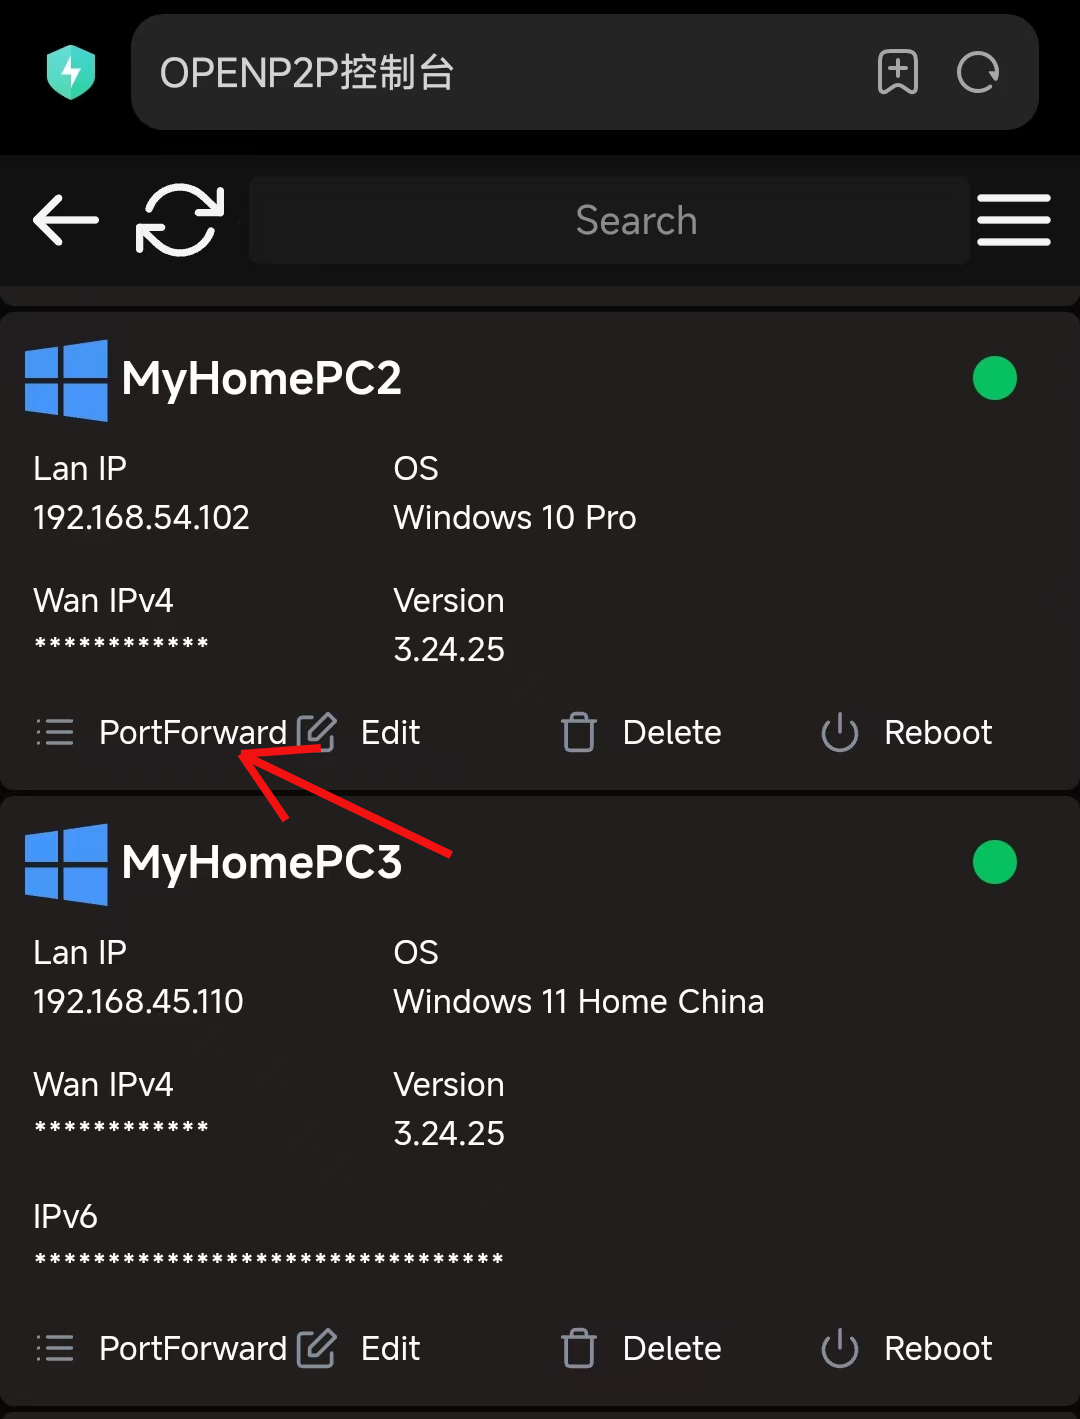 OPENP2P控制台
Search
MyHomePC2
Lan IP OS
192.168.54.102 Windows 10 Pro
Wan IPv4 Version
************ 3.24.25
PortForward Edit Delete Reboot
MyHomePC3
Lan IP OS
192.168.45.110 Windows 11 Home China
Wan IPv4 Version
************ 3.24.25
IPv6
********************************
PortForward Edit Delete Reboot